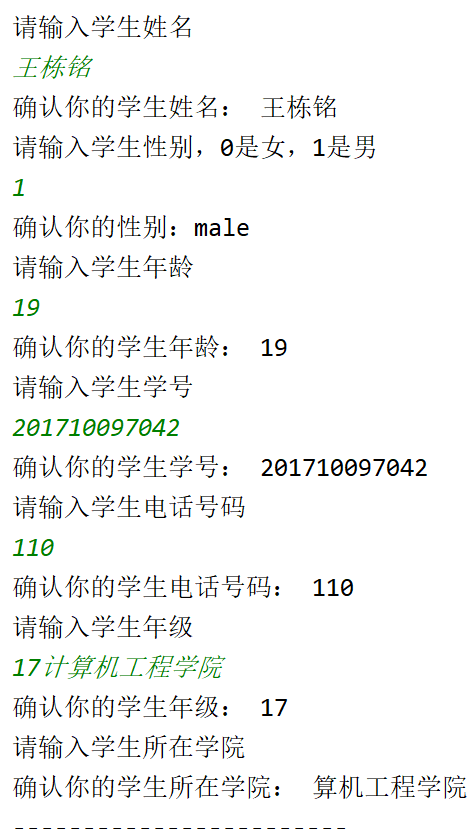 请输入学生姓名
王栋铭
确认你的学生姓名： 王栋铭
请输入学生性别，0是女，1是男
1
确认你的性别：male
请输入学生年龄
19
确认你的学生年龄： 19
请输入学生学号
201710097042
确认你的学生学号： 201710097042
请输入学生电话号码
110
确认你的学生电话号码： 110
请输入学生年级
17计算机工程学院
确认你的学生年级： 17
请输入学生所在学院
确认你的学生所在学院： 算机工程学院
------------------------